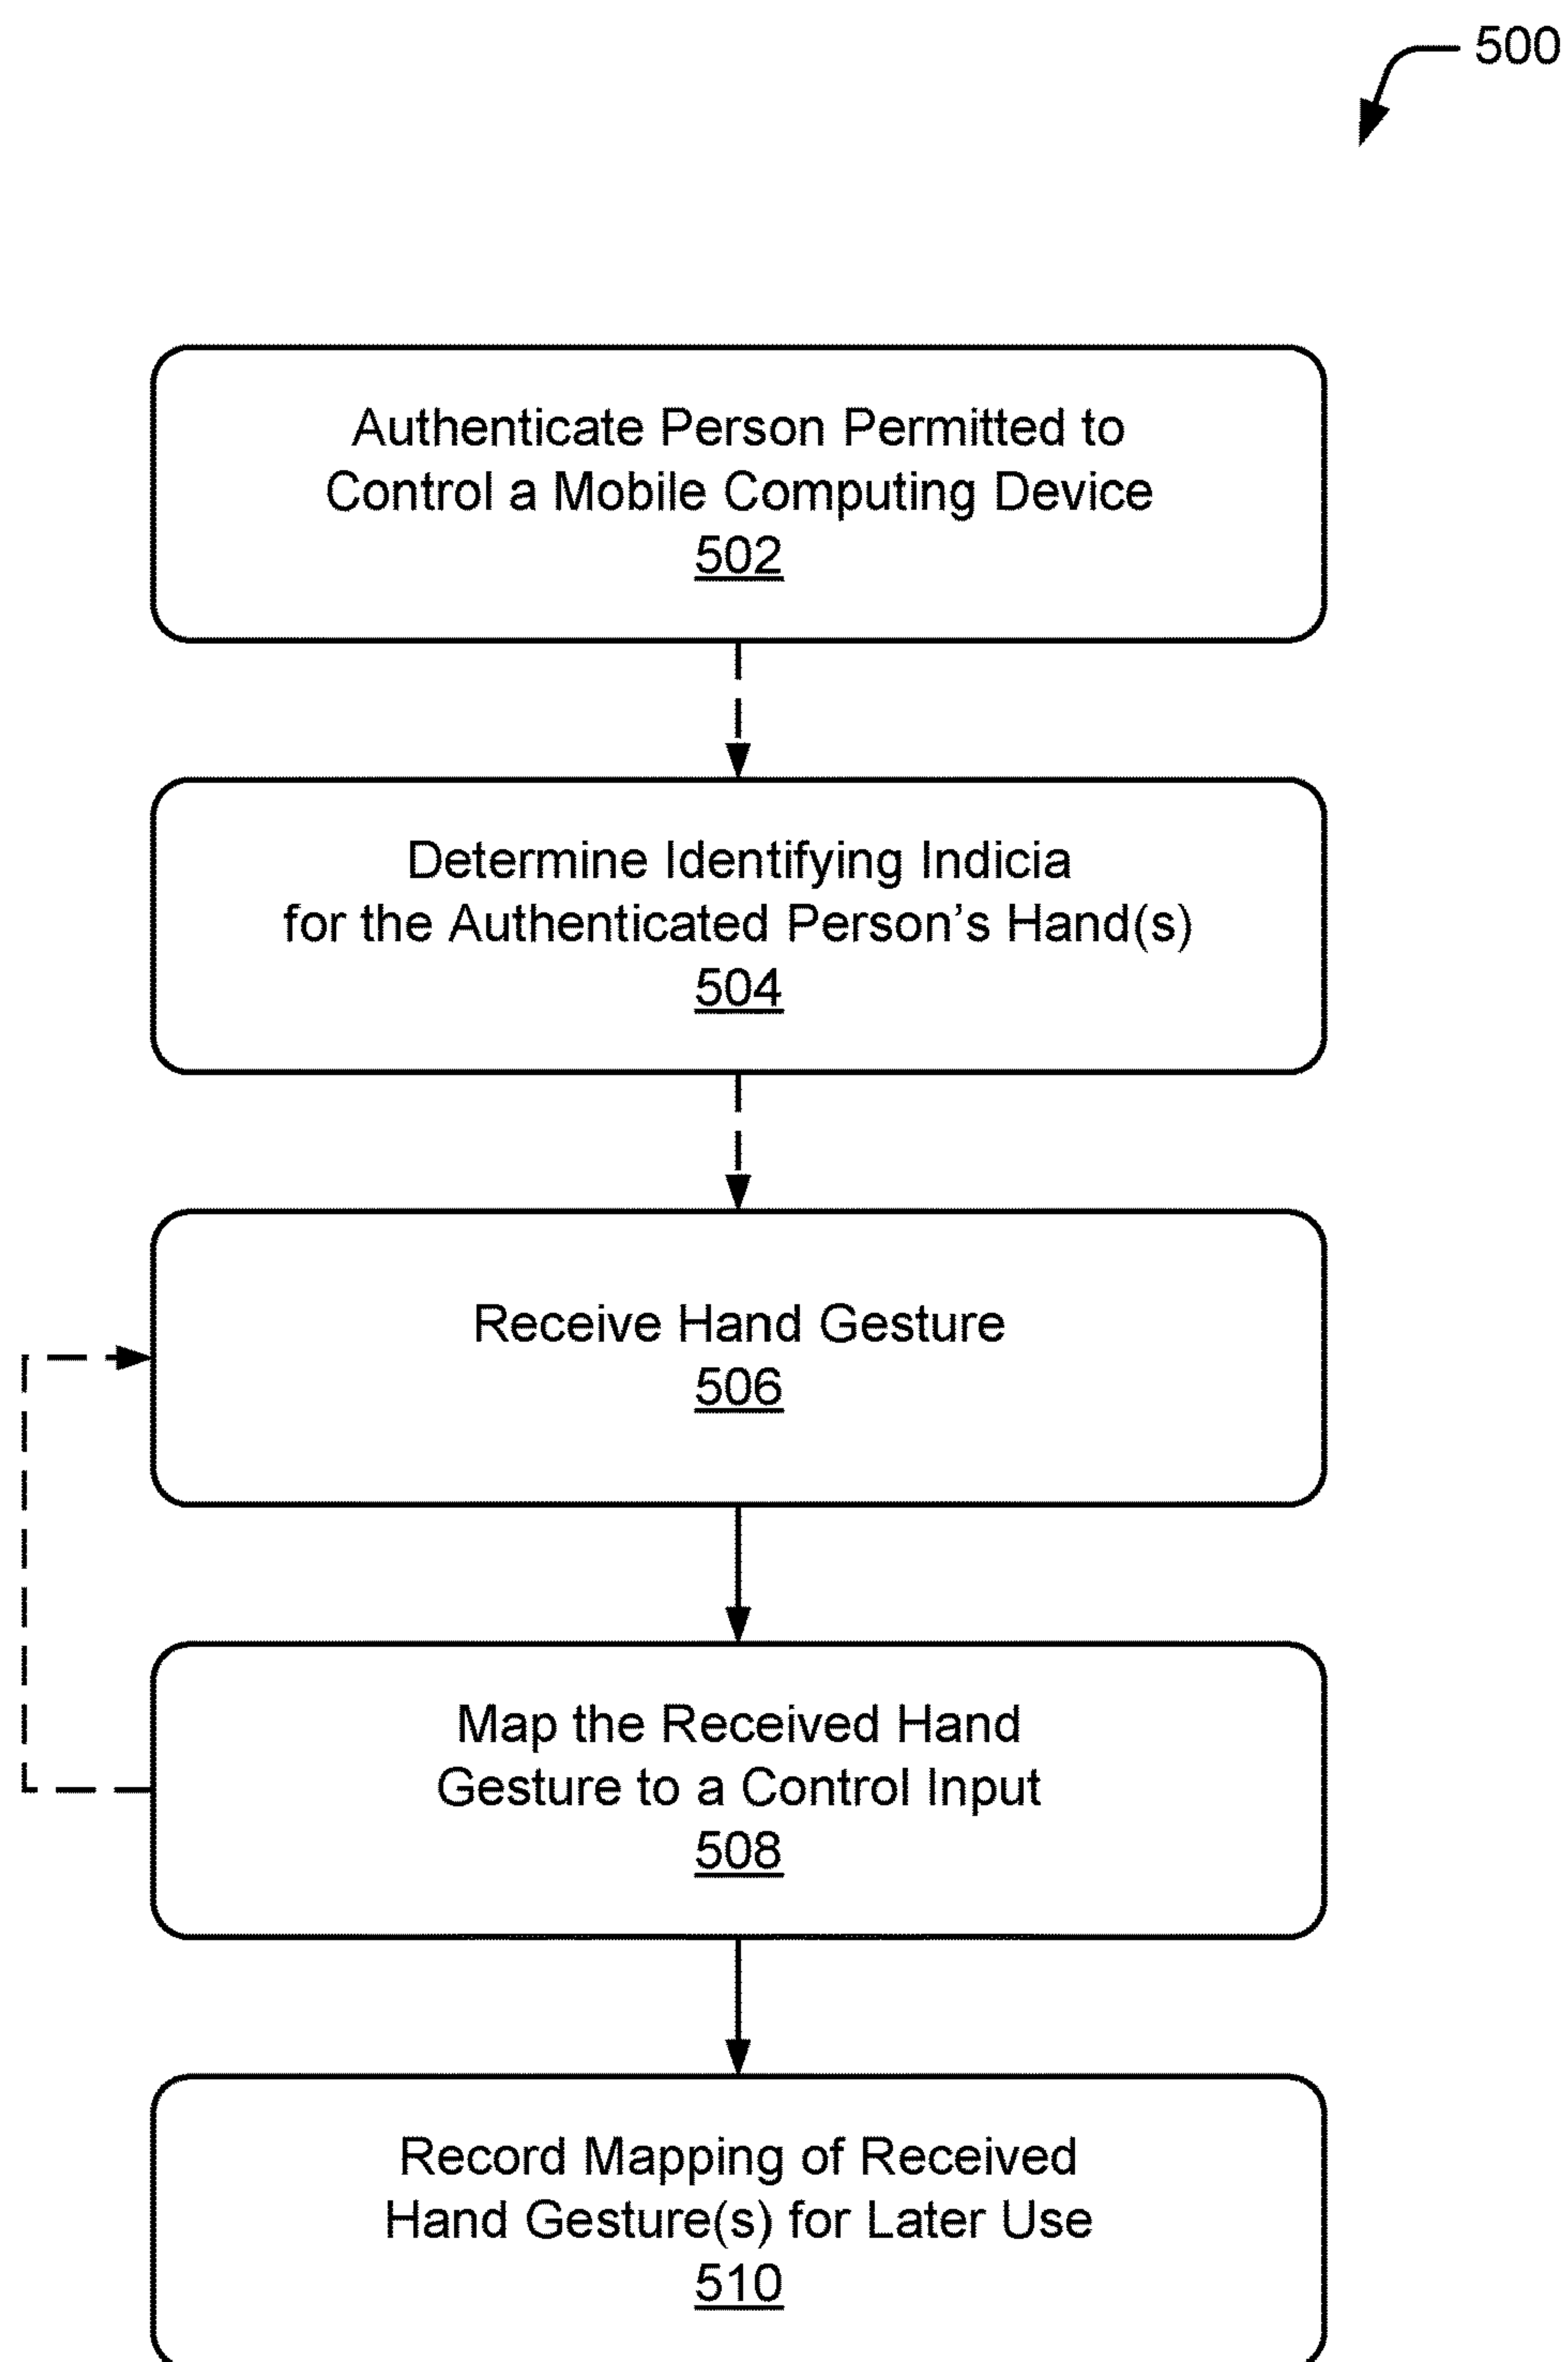 500
Authenticate Person Permitted to
Control a Mobile Computing Device
502
Determine Identifying Indicia
for the Authenticated Person’s Hand(s)
504
Receive Hand Gesture
506
Map the Received Hand
Gesture to a Control Input
508
Record Mapping of Received
Hand Gesture(s) for Later Use
510